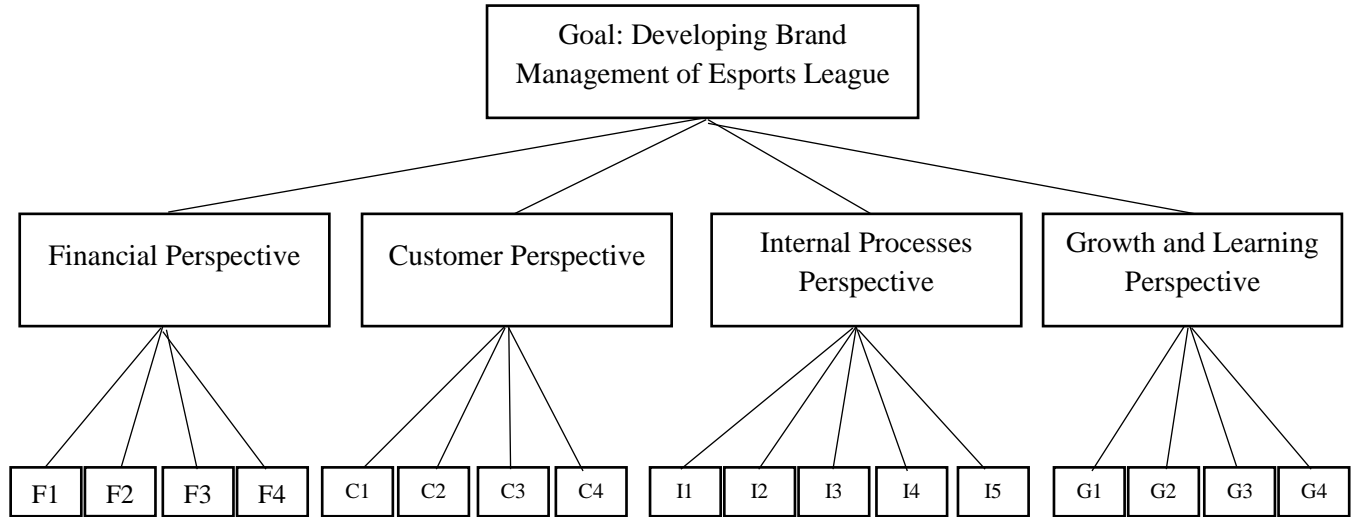 Goal: Developing Brand
Management of Esports League
Financial Perspective
Customer Perspective
Internal Processes
Perspective
Growth and Learning
Perspective
F1
F2
F3
F4
C1
C2
C3
C4
I1
I2
I3
I4
I5
G1
G2
G3
G4